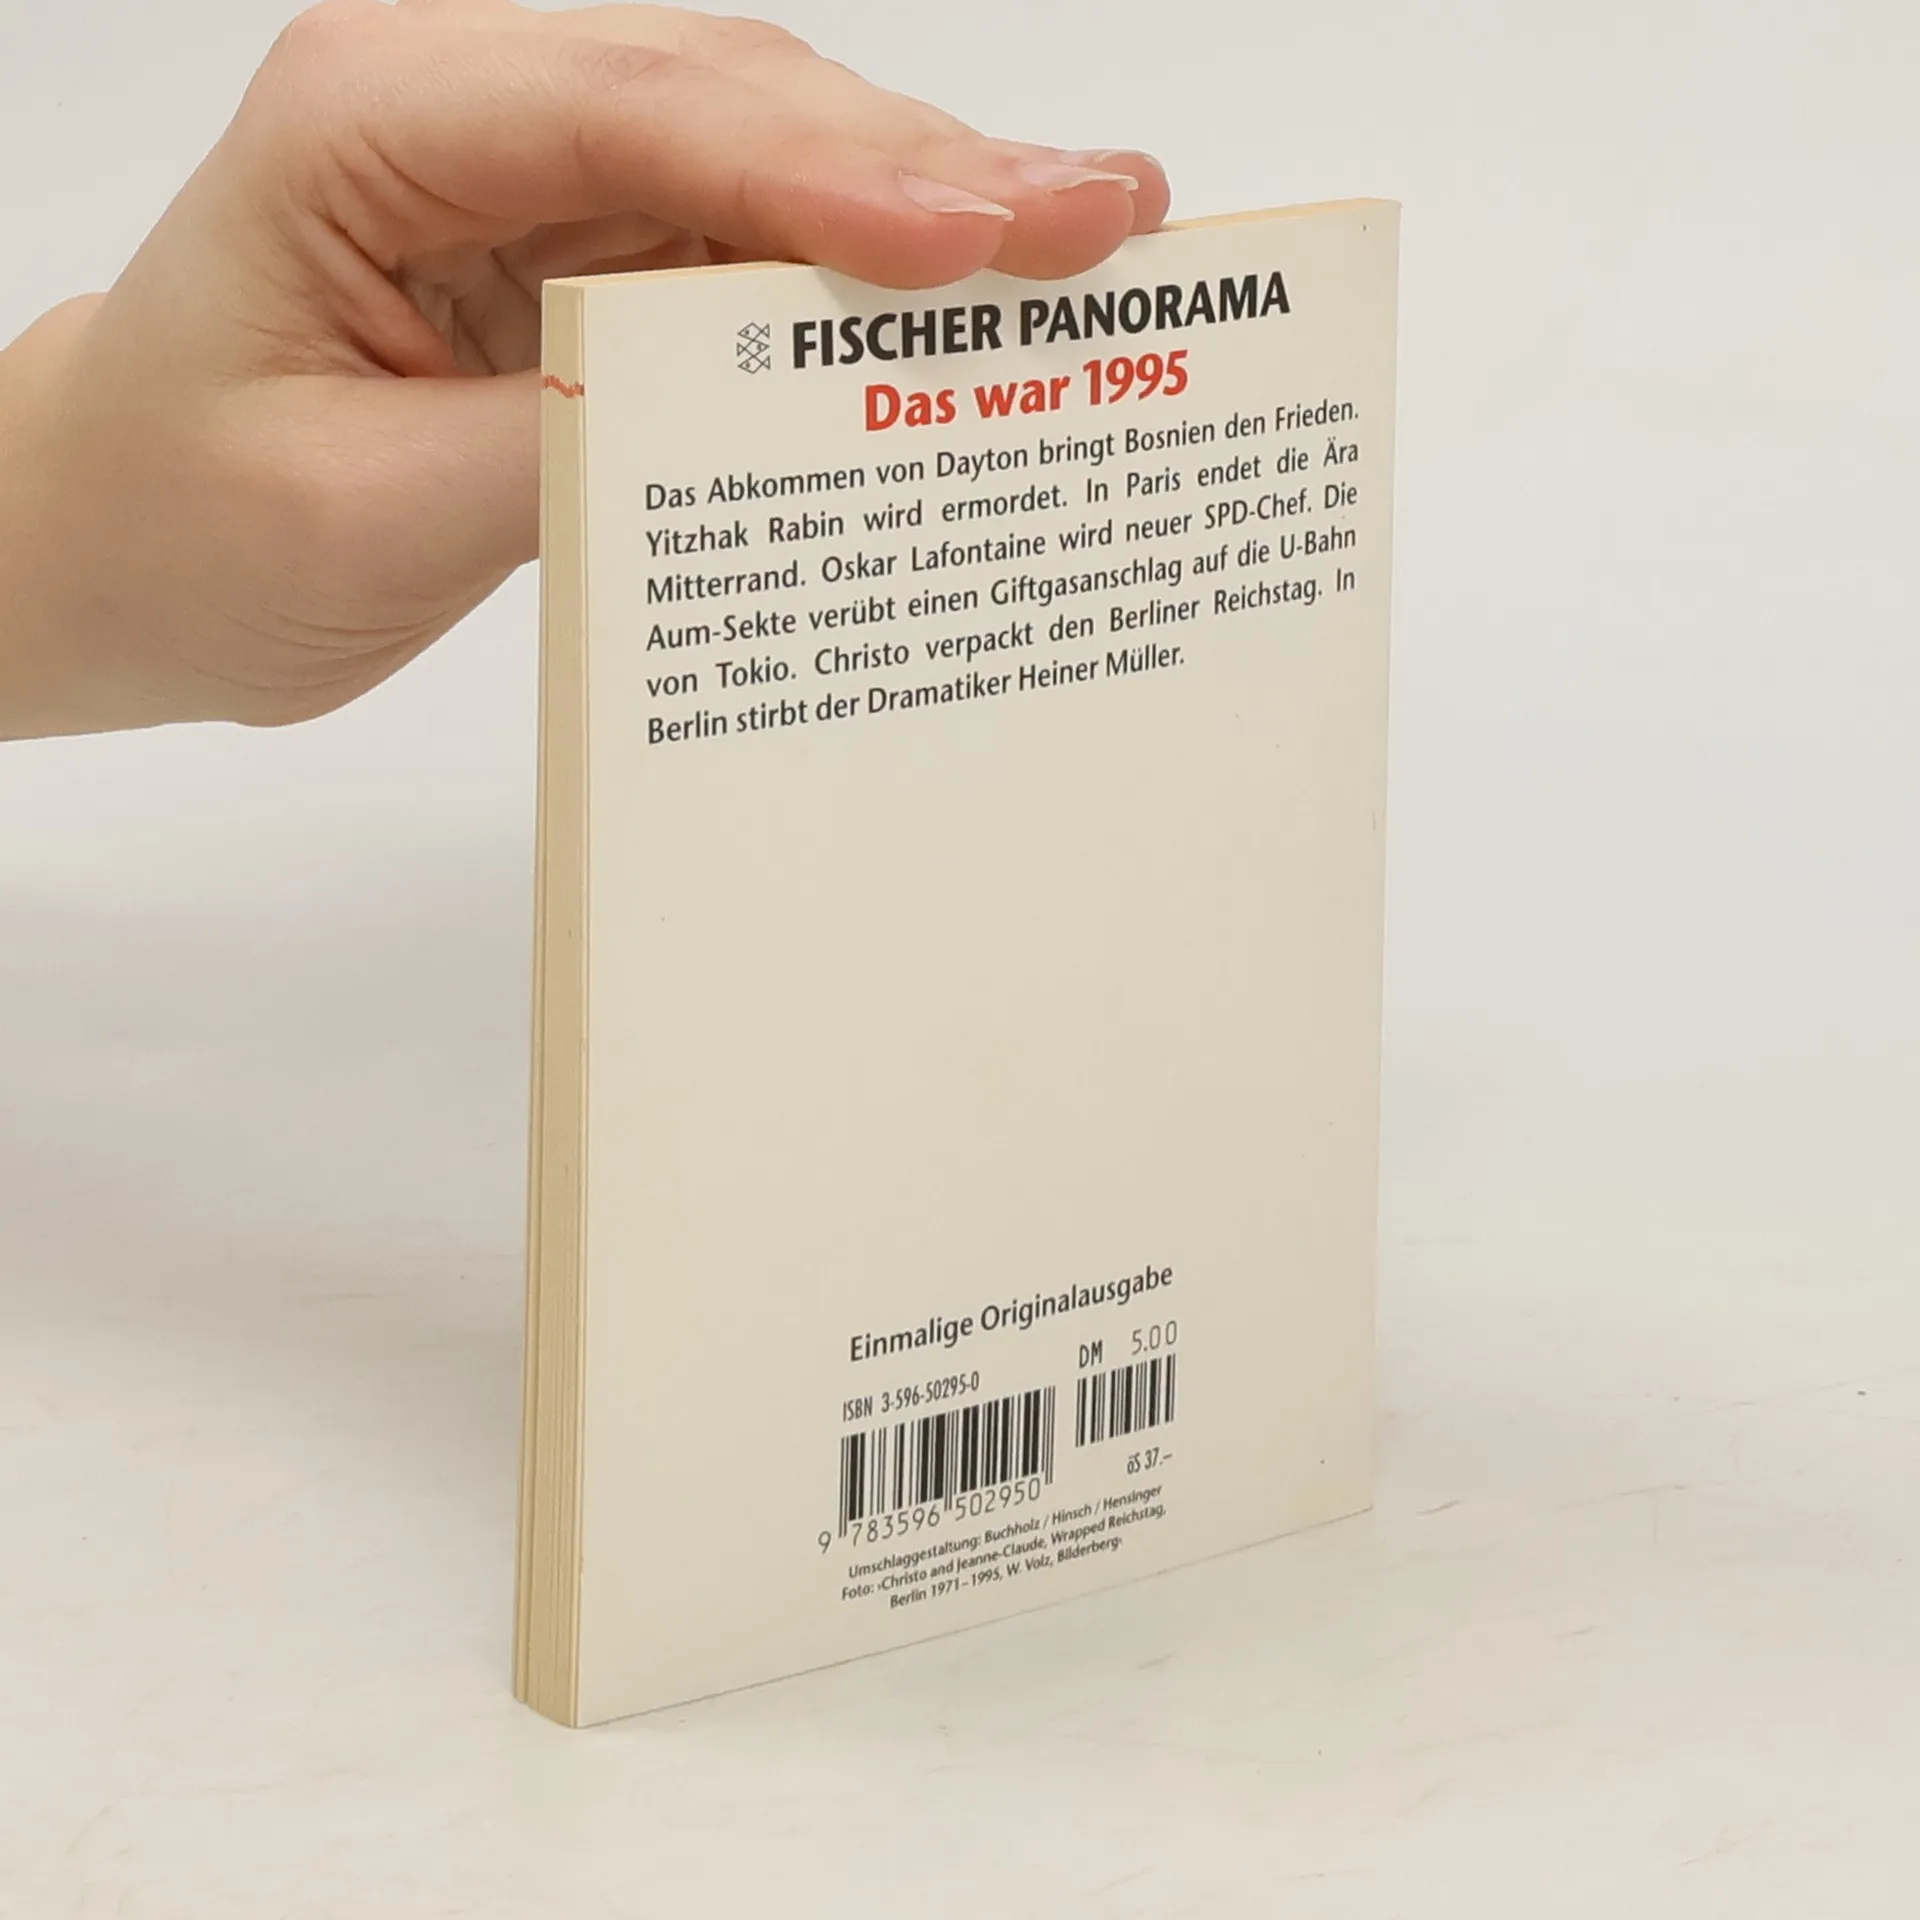 FISCHER PANORAMA
Das war 1995
Das Abkommen von Dayton bringt Bosnien den Frieden.
Yitzhak Rabin wird ermordet. In Paris endet die Ära
Mitterrand. Oskar Lafontaine wird neuer SPD-Chef. Die
Aum-Sekte verübt einen Giftgasanschlag auf die U-Bahn
von Tokio. Christo verpackt den Berliner Reichstag. In
Berlin stirbt der Dramatiker Heiner Müller.
Einmalige Originalausgabe
ISBN 3-596-50295-0
DM 5.00
9 783596 502950
öS 37.–
Umschlaggestaltung: Buchholz / Hinsch / Hensinger
Foto: ›Christo and Jeanne-Claude, Wrapped Reichstag,
Berlin 1971–1995, W. Volz, Bilderberg‹